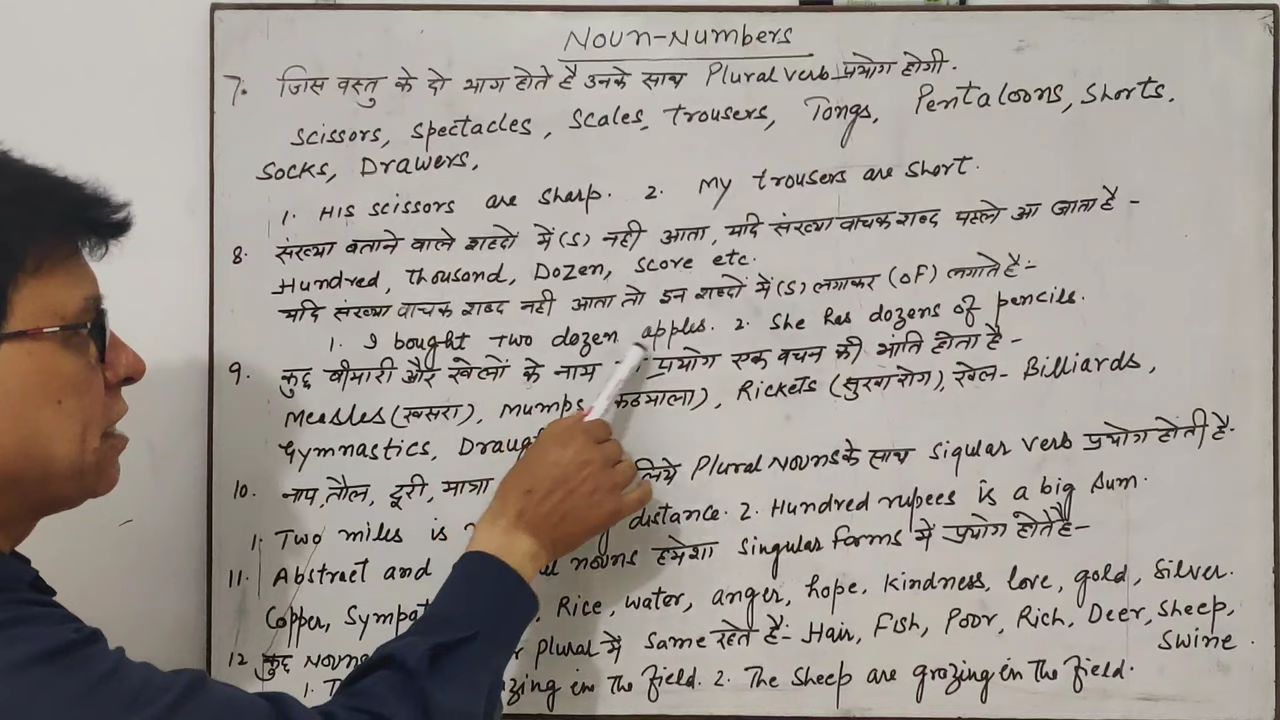 Noun-Numbers
7. जिस वस्तु के दो भाग होते है उनके साथ Plural verb प्रयोग होगी.
Scissors, Spectacles, Scales, Trousers, Tongs, Pentaloons, Shorts,
Socks, Drawers,
1. His scissors are sharp. 2. My trousers are short.
8. संख्या बताने वाले शब्दो में (s) नही आता, यदि संख्या वाचक शब्द पहले आ जाता है -
Hundred, Thousand, Dozen, score etc.
यदि संख्या वाचक शब्द नही आता तो इन शब्दों में (s) लगाकर (of) लगाते है:-
1. I bought two dozen apples. 2. She has dozens of pencils.
9. कुछ बीमारी और खेलों के नाम प्रयोग एक वचन की भांति होता है -
Measles (खसरा), Mumps कठमाला), Rickets (सुखा रोग), खेल - Billiards,
Gymnastics,
10. नाप, तौल, दूरी, मात्रा लिये Plural Nouns के साथ Sigular verb प्रयोग होती है-
1. Two miles is distance. 2. Hundred rupees is a big sum.
11. Abstract and nouns हमेशा singular forms में प्रयोग होते है-
Copper, Rice, water, anger, hope, kindness, love, gold, Silver.
12. कुछ Plural में Same रहते है:- Hair, Fish, Poor, Rich, Deer, Sheep,
Swine.
1. in the field. 2. The Sheep are grozing in the field.